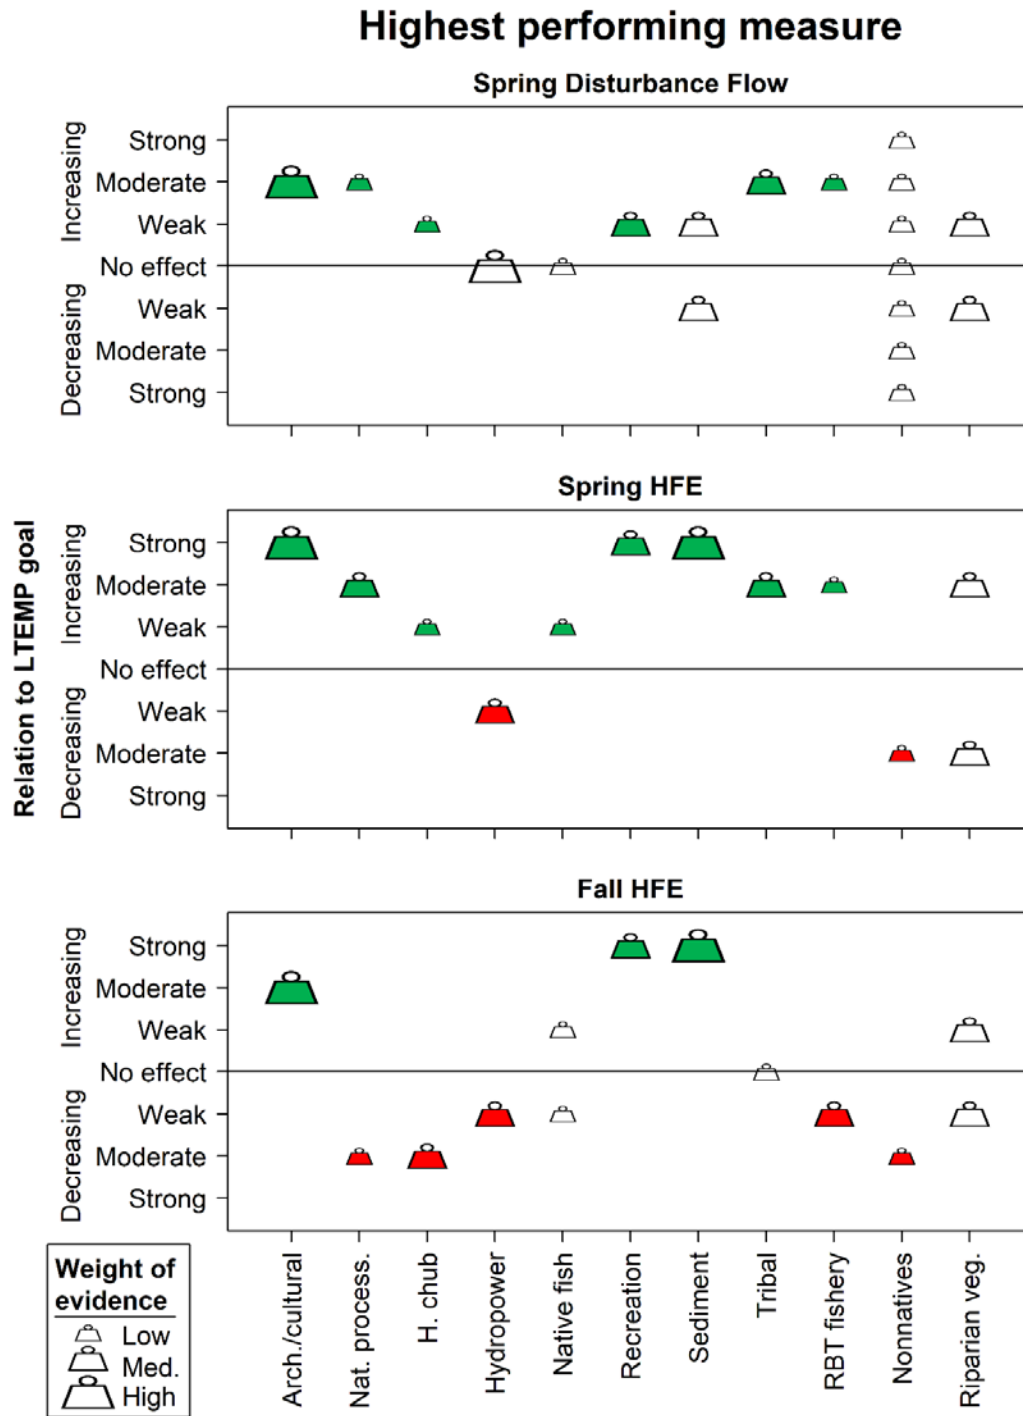 Highest performing measure
Spring Disturbance Flow
Increasing
Strong
Moderate
Weak
No effect
Decreasing
Weak
Moderate
Strong
Relation to LTEMP goal
Spring HFE
Increasing
Strong
Moderate
Weak
No effect
Decreasing
Weak
Moderate
Strong
Fall HFE
Increasing
Strong
Moderate
Weak
No effect
Decreasing
Weak
Moderate
Strong
Arch./cultural
Nat. process.
H. chub
Hydropower
Native fish
Recreation
Sediment
Tribal
RBT fishery
Nonnatives
Riparian veg.
Weight of
evidence
Low
Med.
High